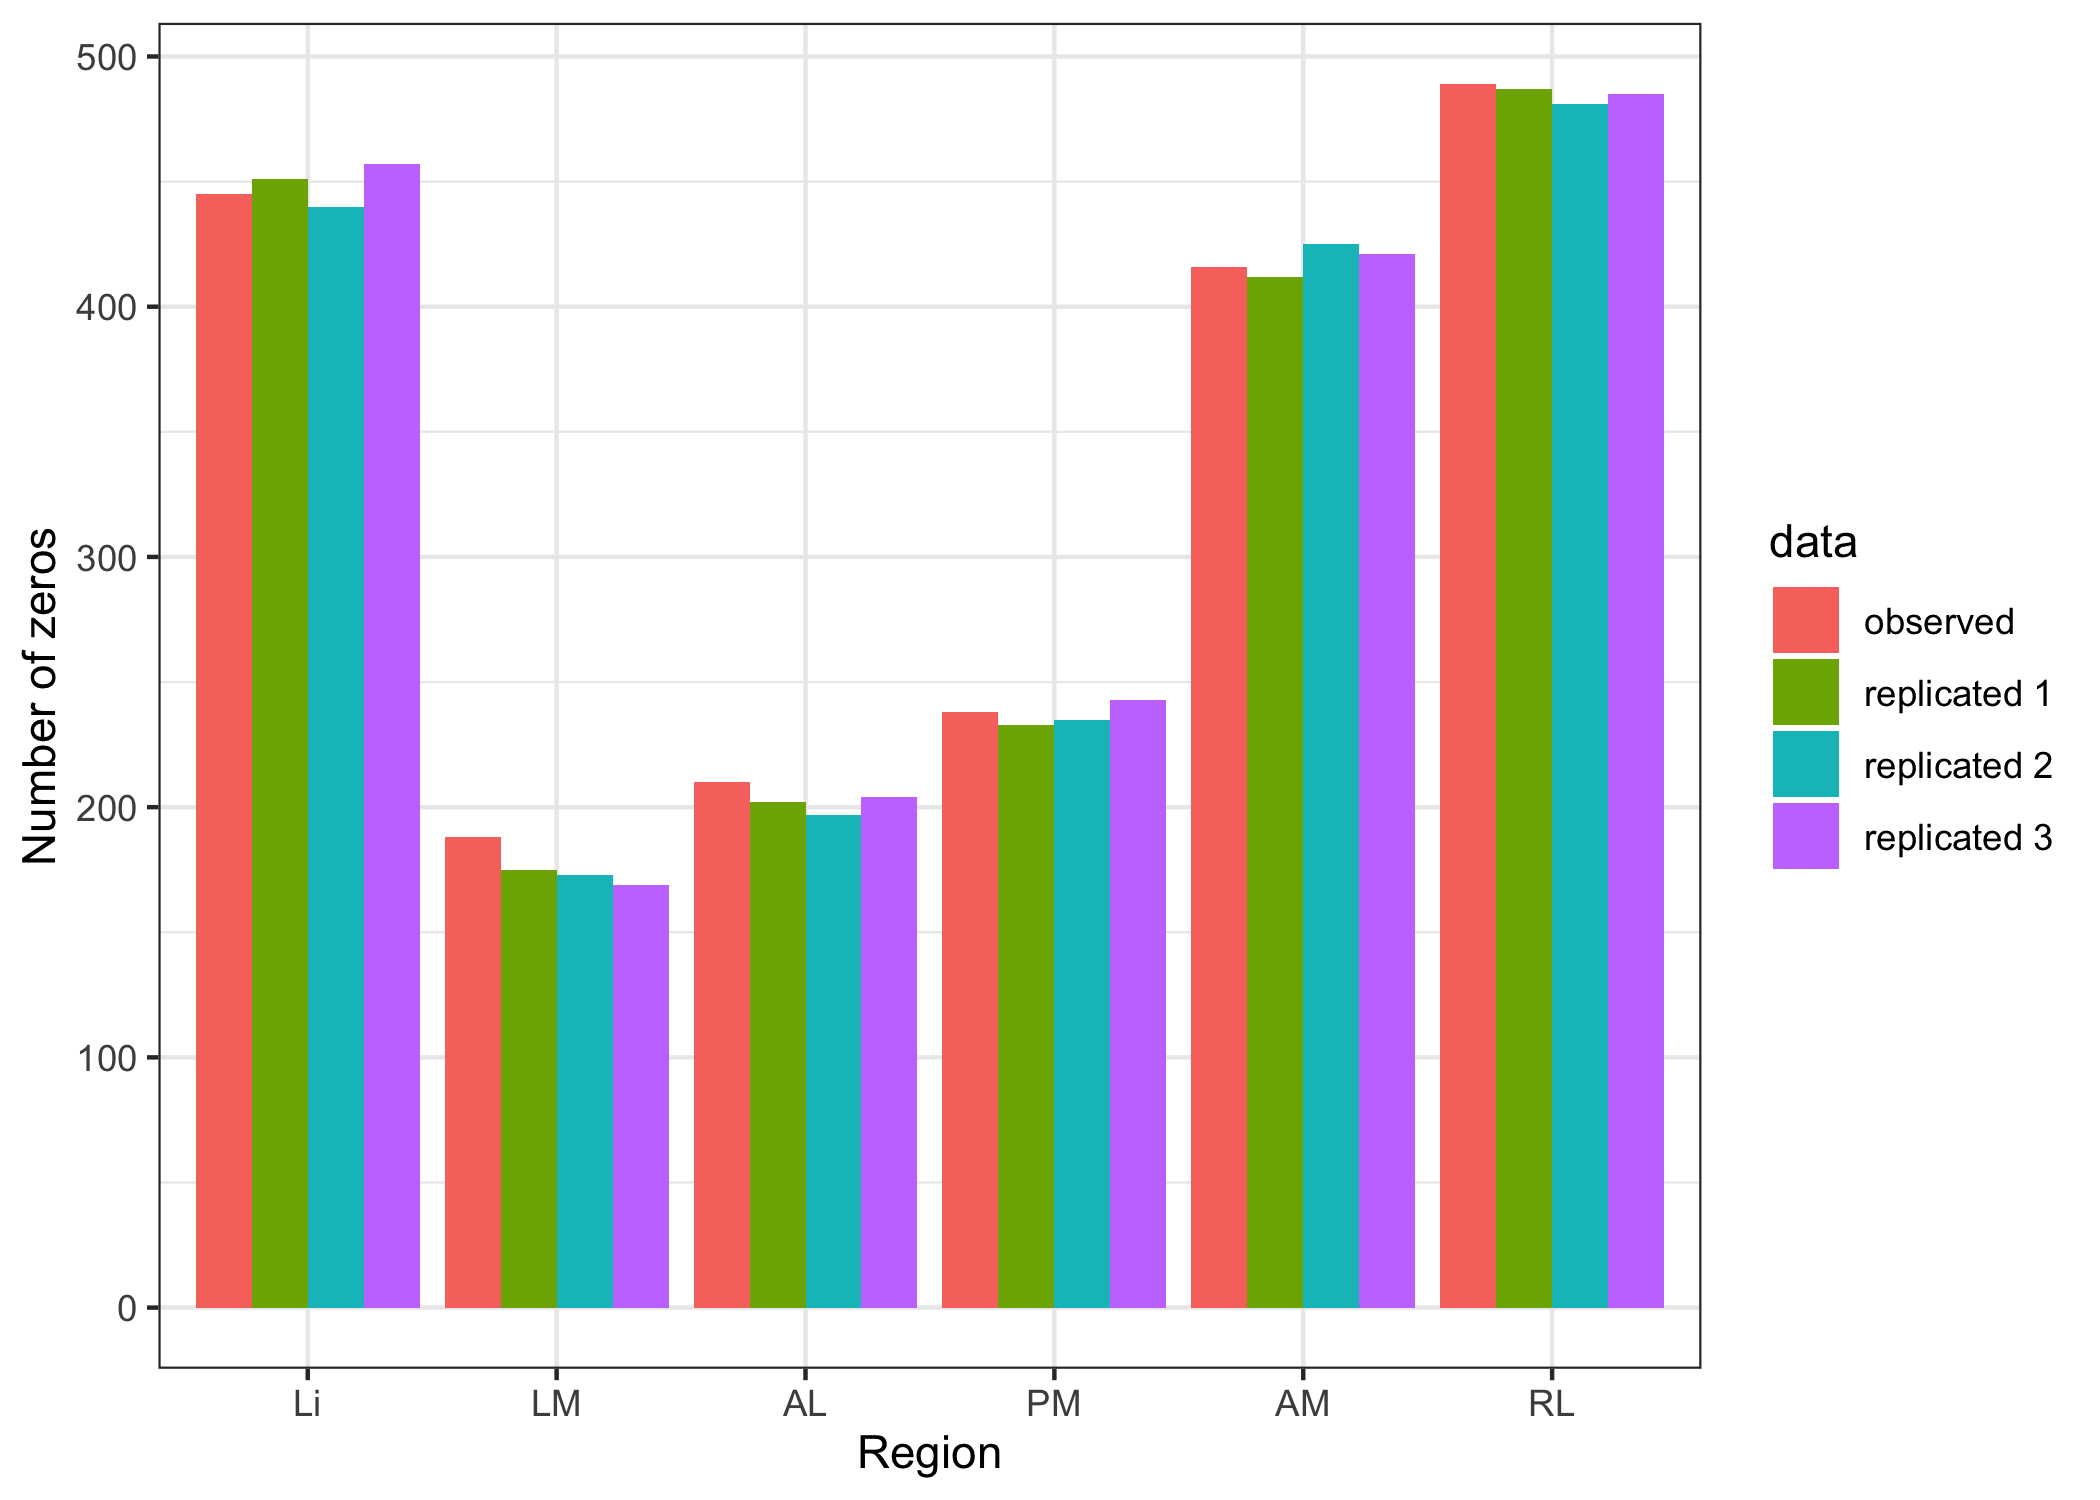 Number of zeros
500
400
300
200
100
0
Li LM AL PM AM RL
Region
data
observed
replicated 1
replicated 2
replicated 3